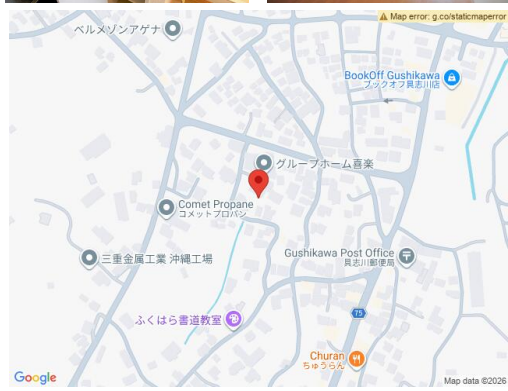 Map error: g.co/staticmaperror
ベルメゾンアゲナ
BookOff Gushikawa
ブックオフ具志川店
グループホーム喜楽
Comet Propane
コメットプロパン
三重金属工業 沖縄工場
Gushikawa Post Office
具志川郵便局
75
ふくはら書道教室
Churan
ちゅうらん
Google
Map data ©2026